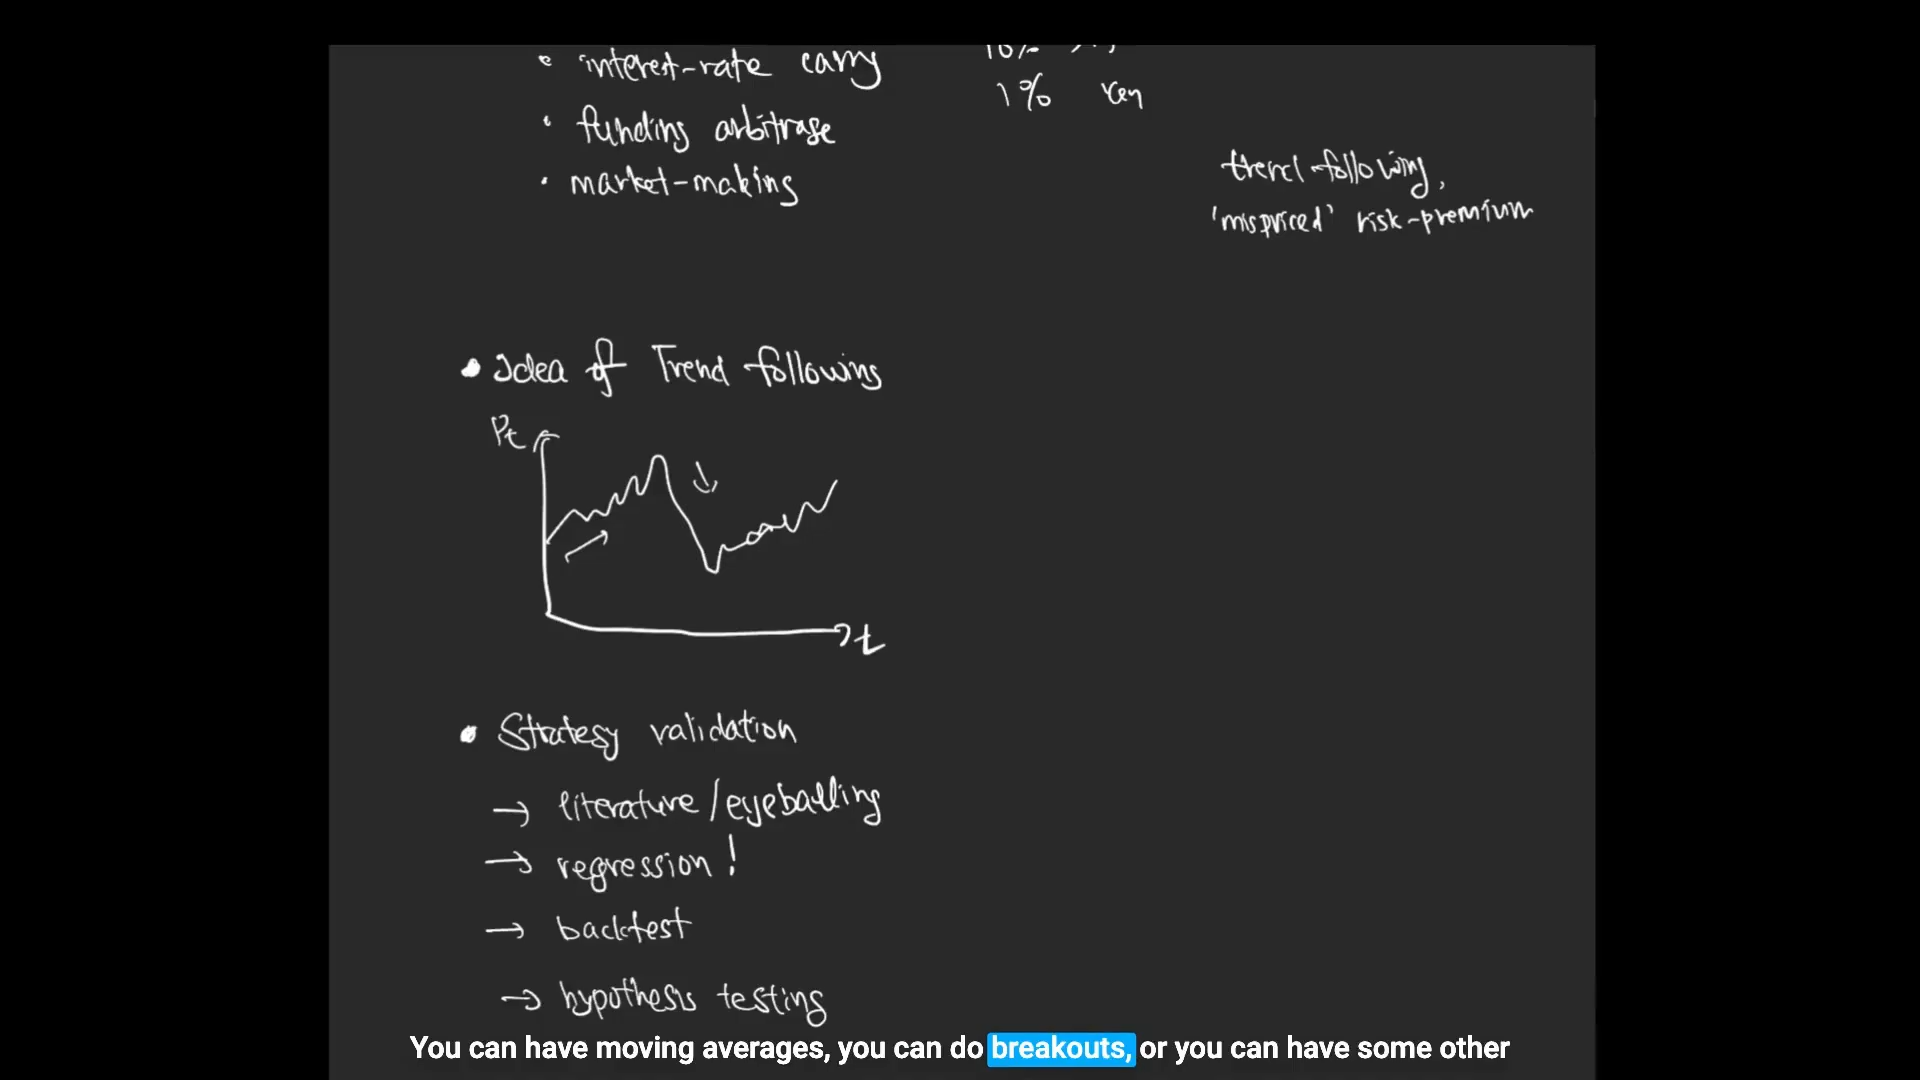 • interest-rate carry
1% Yen
• funding arbitrage
• market-making
trend-following,
'mispriced' risk-premium
• Idea of Trend following
Pt
t
• Strategy validation
→ literature/eyeballing
→ regression!
→ backtest
→ hypothesis testing
You can have moving averages, you can do breakouts, or you can have some other